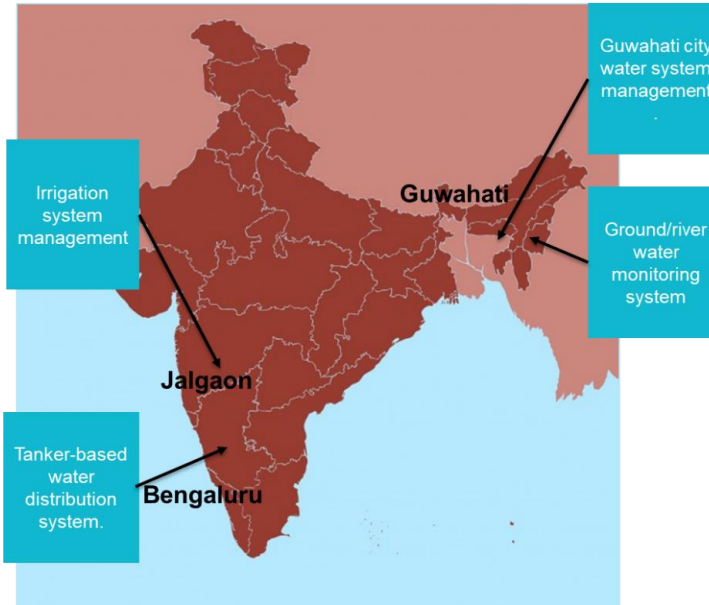 Guwahati city
water system
management
.
Irrigation
system
management
Guwahati
Ground/river
water
monitoring
system
Jalgaon
Tanker-based
water
distribution
system.
Bengaluru